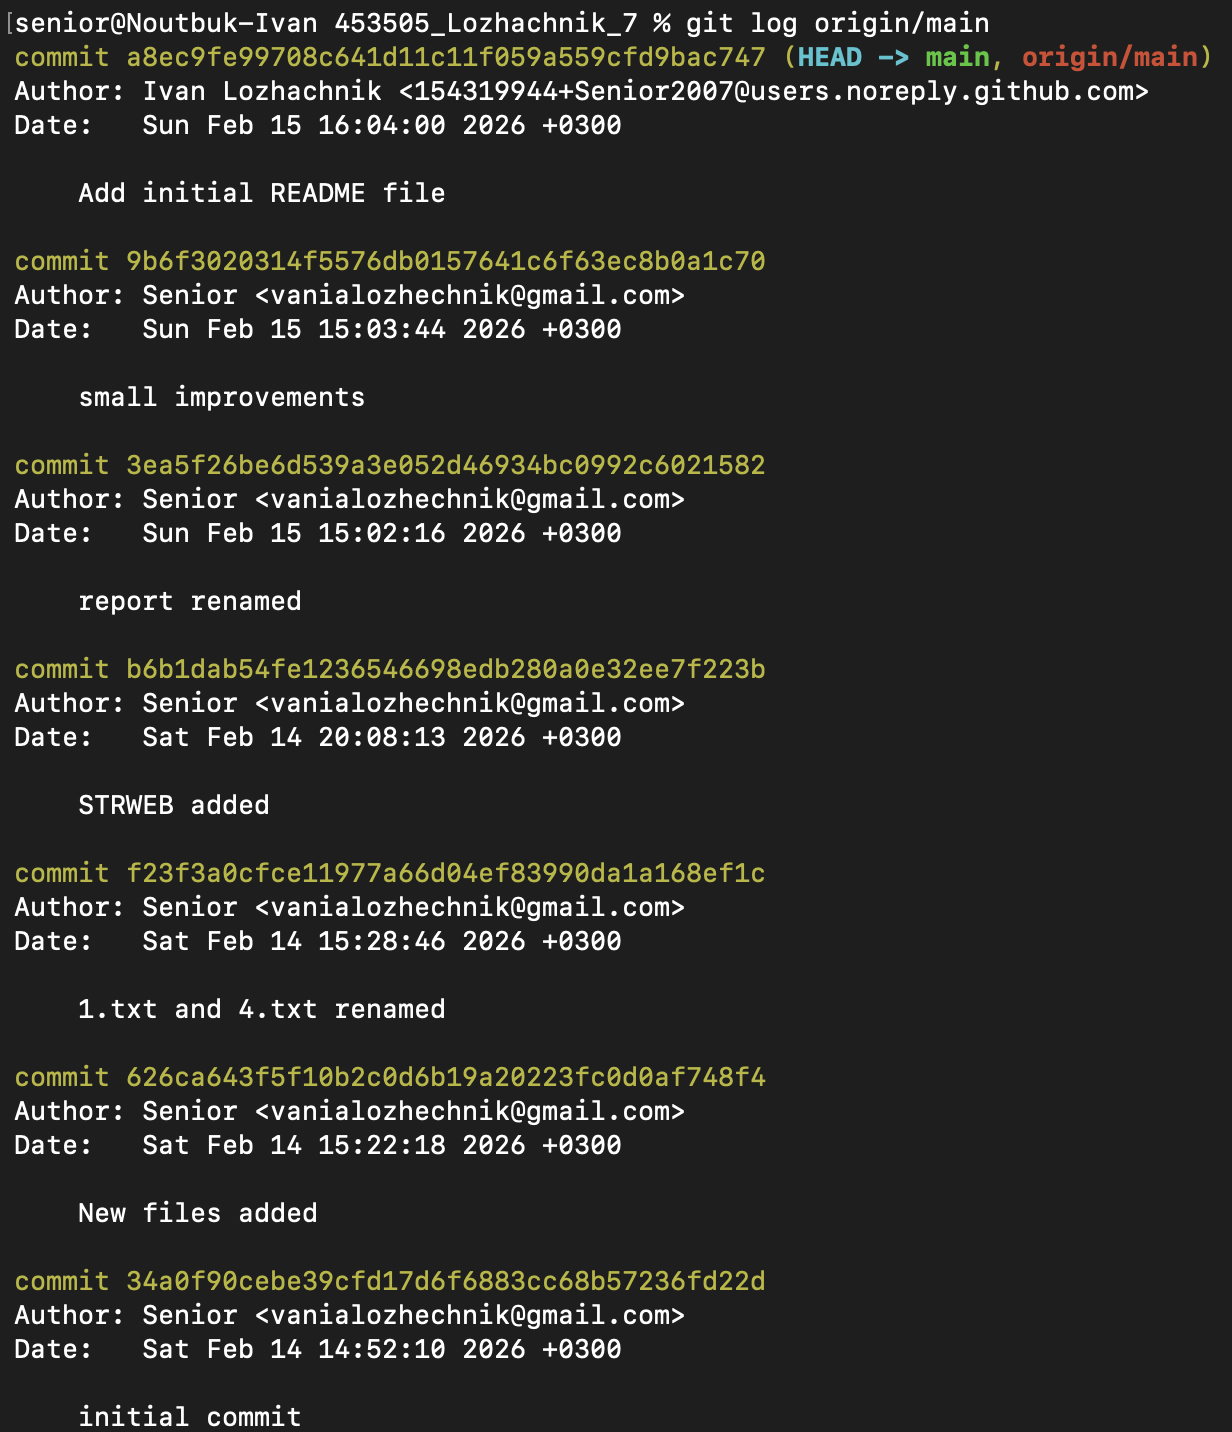 [senior@Noutbuk-Ivan 453505_Lozhachnik_7 % git log origin/main
commit a8ec9fe99708c641d11c11f059a559cfd9bac747 (HEAD -> main, origin/main)
Author: Ivan Lozhachnik <154319944+Senior2007@users.noreply.github.com>
Date:   Sun Feb 15 16:04:00 2026 +0300
    Add initial README file
commit 9b6f3020314f5576db0157641c6f63ec8b0a1c70
Author: Senior <vanialozhechnik@gmail.com>
Date:   Sun Feb 15 15:03:44 2026 +0300
    small improvements
commit 3ea5f26be6d539a3e052d46934bc0992c6021582
Author: Senior <vanialozhechnik@gmail.com>
Date:   Sun Feb 15 15:02:16 2026 +0300
    report renamed
commit b6b1dab54fe1236546698edb280a0e32ee7f223b
Author: Senior <vanialozhechnik@gmail.com>
Date:   Sat Feb 14 20:08:13 2026 +0300
    STRWEB added
commit f23f3a0cfce11977a66d04ef83990da1a168ef1c
Author: Senior <vanialozhechnik@gmail.com>
Date:   Sat Feb 14 15:28:46 2026 +0300
    1.txt and 4.txt renamed
commit 626ca643f5f10b2c0d6b19a20223fc0d0af748f4
Author: Senior <vanialozhechnik@gmail.com>
Date:   Sat Feb 14 15:22:18 2026 +0300
    New files added
commit 34a0f90cebe39cfd17d6f6883cc68b57236fd22d
Author: Senior <vanialozhechnik@gmail.com>
Date:   Sat Feb 14 14:52:10 2026 +0300
    initial commit